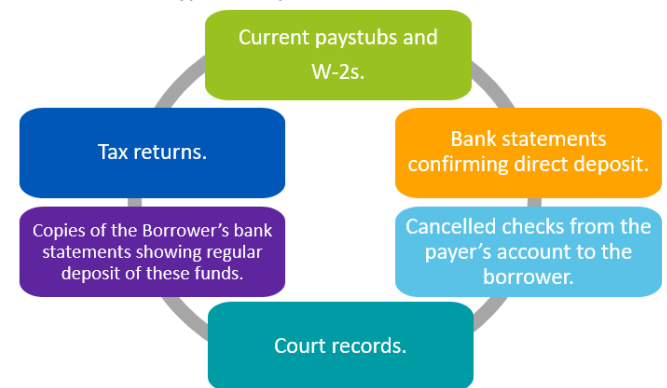 Current paystubs and
W-2s.
Tax returns.
Bank statements
confirming direct deposit.
Copies of the Borrower's bank
statements showing regular
deposit of these funds.
Cancelled checks from the
payer's account to the
borrower.
Court records.